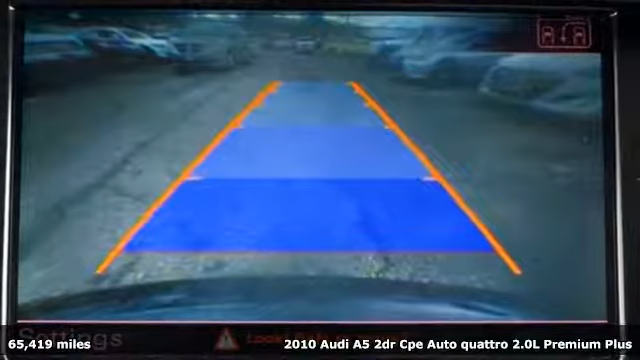 Settings
65,419 miles
2010 Audi A5 2dr Cpe Auto quattro 2.0L Premium Plus